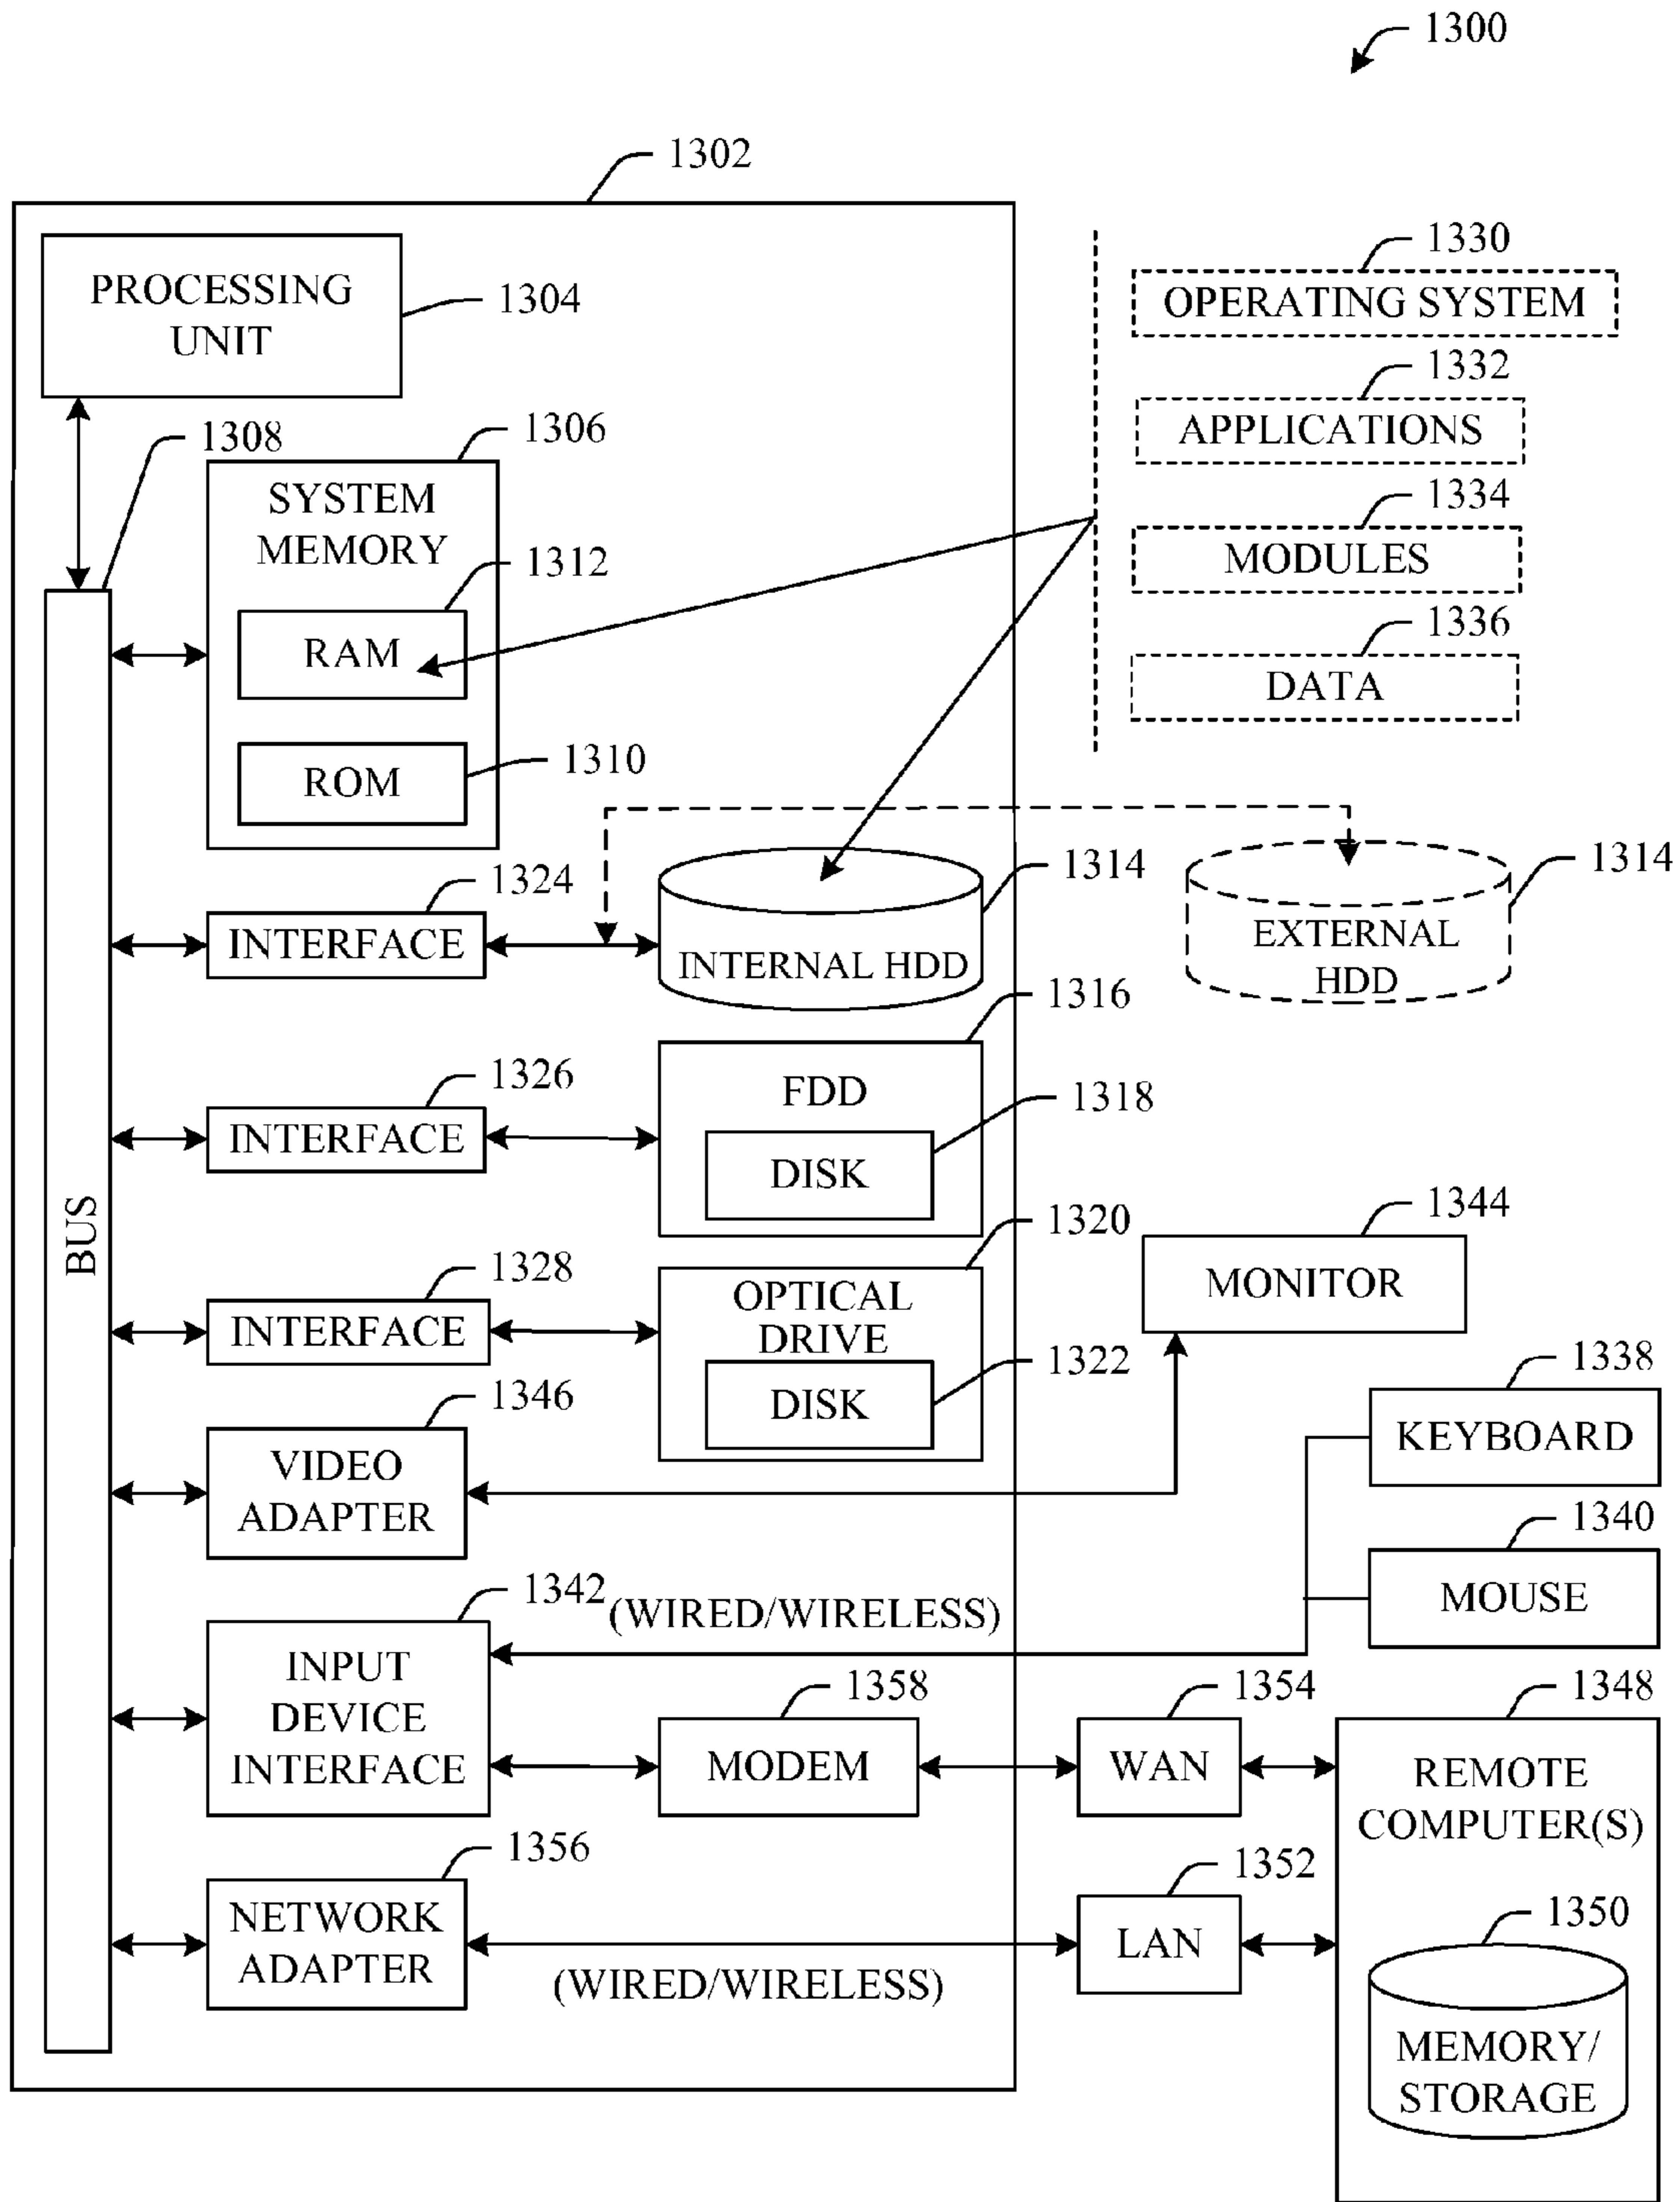 1300
1302
PROCESSING
UNIT
1304
1330
OPERATING SYSTEM
1332
APPLICATIONS
1334
MODULES
1336
DATA
1308
1306
SYSTEM
MEMORY
1312
RAM
1310
ROM
1324
INTERFACE
1314
INTERNAL HDD
1314
EXTERNAL
HDD
1316
FDD
1318
DISK
1326
INTERFACE
BUS
1320
OPTICAL
DRIVE
1322
DISK
1328
INTERFACE
1344
MONITOR
1346
VIDEO
ADAPTER
1338
KEYBOARD
1340
MOUSE
1342
(WIRED/WIRELESS)
INPUT
DEVICE
INTERFACE
1358
MODEM
1354
WAN
1348
REMOTE
COMPUTER(S)
1356
NETWORK
ADAPTER
(WIRED/WIRELESS)
1352
LAN
1350
MEMORY/
STORAGE